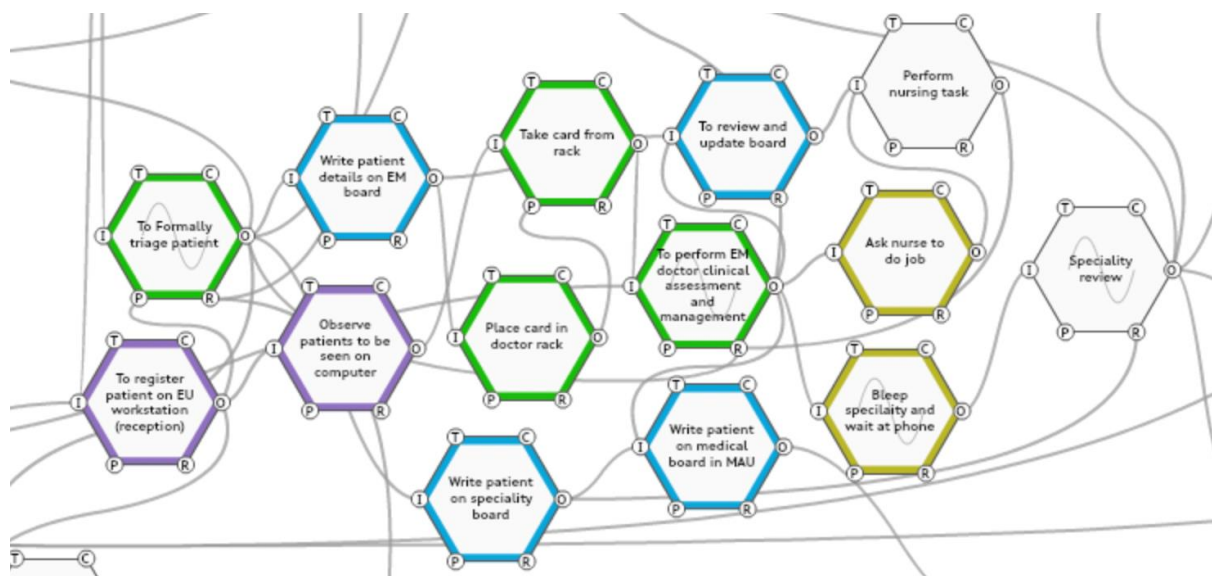 T
C
Perform
nursing task
I
O
P
R
T
C
Take card from
rack
I
O
P
R
T
C
To review and
update board
I
O
P
R
T
C
Write patient
details on EM
board
I
O
P
R
T
C
To Formally
triage patient
I
O
P
R
T
C
To perform EM
doctor clinical
assessment
and
management
I
O
P
R
T
C
Ask nurse to
do job
I
O
P
R
T
C
Speciality
review
I
O
P
R
T
C
Observe
patients to be
seen on
computer
I
O
P
R
T
C
Place card in
doctor rack
I
O
P
R
T
C
To register
patient on EU
workstation
(reception)
I
O
P
R
T
C
Write patient
on medical
board in MAU
I
O
P
R
T
C
Bleep
specilaity and
wait at phone
I
O
P
R
T
C
Write patient
on speciality
board
I
O
P
R
T
C